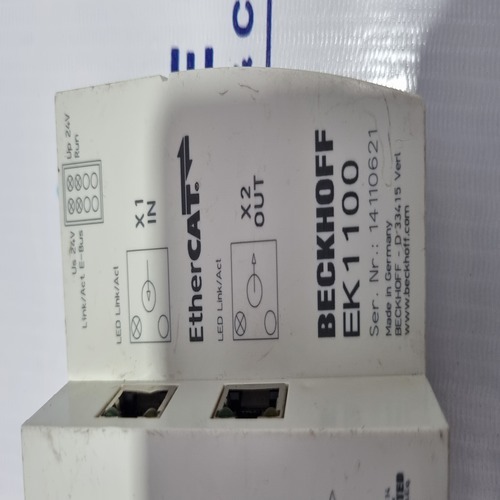 Up 24V
Run
Us 24V
Link/Act E-Bus
X1
IN
LED Link/Act
EtherCAT®
X2
OUT
LED Link/Act
BECKHOFF
EK1100
Ser. Nr.: 14110621
Made in Germany
BECKHOFF - D-33415 Verl
www.beckhoff.com